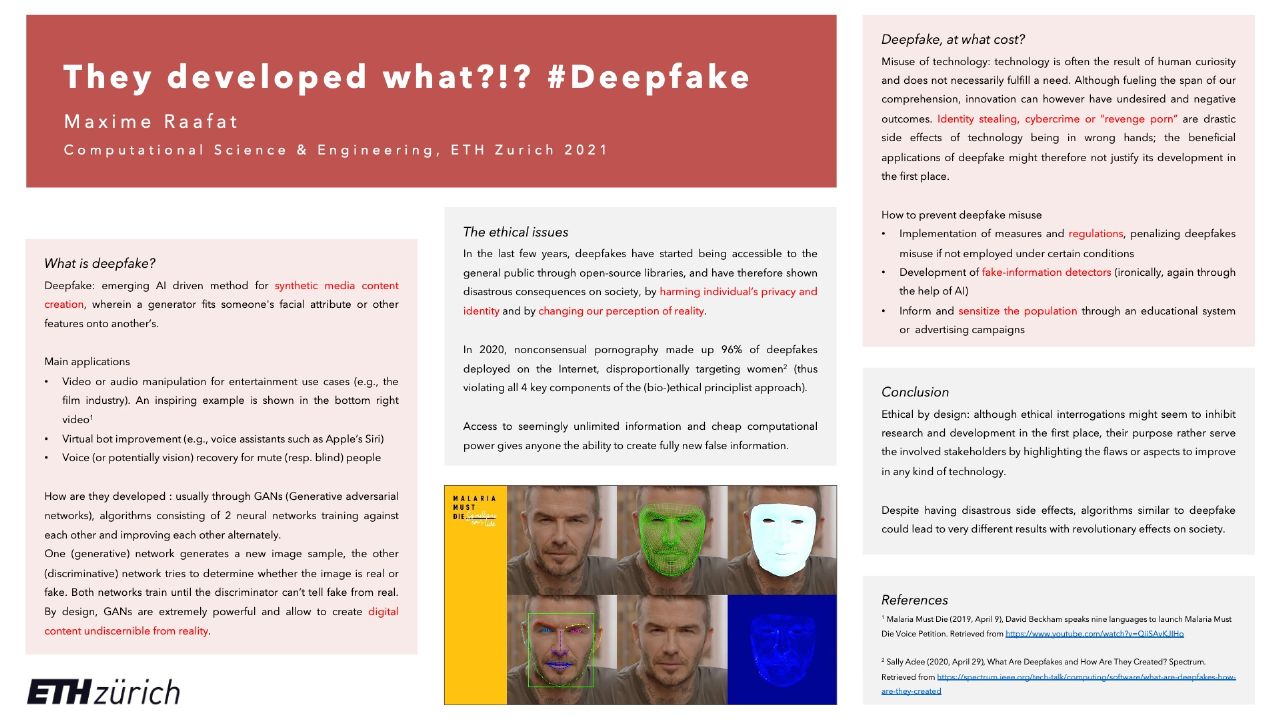 They developed what?!? #Deepfake
Maxime Raafat
Computational Science & Engineering, ETH Zurich 2021
What is deepfake?
Deepfake: emerging AI driven method for synthetic media content
creation, wherein a generator fits someone's facial attribute or other
features onto another's.
Main applications
• Video or audio manipulation for entertainment use cases (e.g., the
film industry). An inspiring example is shown in the bottom right
video¹
• Virtual bot improvement (e.g., voice assistants such as Apple's Siri)
• Voice (or potentially vision) recovery for mute (resp. blind) people
How are they developed : usually through GANs (Generative adversarial
networks), algorithms consisting of 2 neural networks training against
each other and improving each other alternately.
One (generative) network generates a new image sample, the other
(discriminative) network tries to determine whether the image is real or
fake. Both networks train until the discriminator can't tell fake from real.
By design, GANs are extremely powerful and allow to create digital
content undiscernible from reality.
ETH zürich
The ethical issues
In the last few years, deepfakes have started being accessible to the
general public through open-source libraries, and have therefore shown
disastrous consequences on society, by harming individual's privacy and
identity and by changing our perception of reality.
In 2020, nonconsensual pornography made up 96% of deepfakes
deployed on the Internet, disproportionally targeting women² (thus
violating all 4 key components of the (bio-)ethical principlist approach).
Access to seemingly unlimited information and cheap computational
power gives anyone the ability to create fully new false information.
MALARIA
MUST
DIE
Deepfake, at what cost?
Misuse of technology: technology is often the result of human curiosity
and does not necessarily fulfill a need. Although fueling the span of our
comprehension, innovation can however have undesired and negative
outcomes. Identity stealing, cybercrime or "revenge porn" are drastic
side effects of technology being in wrong hands; the beneficial
applications of deepfake might therefore not justify its development in
the first place.
How to prevent deepfake misuse
• Implementation of measures and regulations, penalizing deepfakes
misuse if not employed under certain conditions
• Development of fake-information detectors (ironically, again through
the help of AI)
• Inform and sensitize the population through an educational system
or advertising campaigns
Conclusion
Ethical by design: although ethical interrogations might seem to inhibit
research and development in the first place, their purpose rather serve
the involved stakeholders by highlighting the flaws or aspects to improve
in any kind of technology.
Despite having disastrous side effects, algorithms similar to deepfake
could lead to very different results with revolutionary effects on society.
References
¹ Malaria Must Die (2019, April 9), David Beckham speaks nine languages to launch Malaria Must
Die Voice Petition. Retrieved from https://www.youtube.com/watch?v=QiiSAvKJIHo
² Sally Adee (2020, April 29), What Are Deepfakes and How Are They Created? Spectrum.
Retrieved from https://spectrum.ieee.org/tech-talk/computing/software/what-are-deepfakes-how-
are-they-created